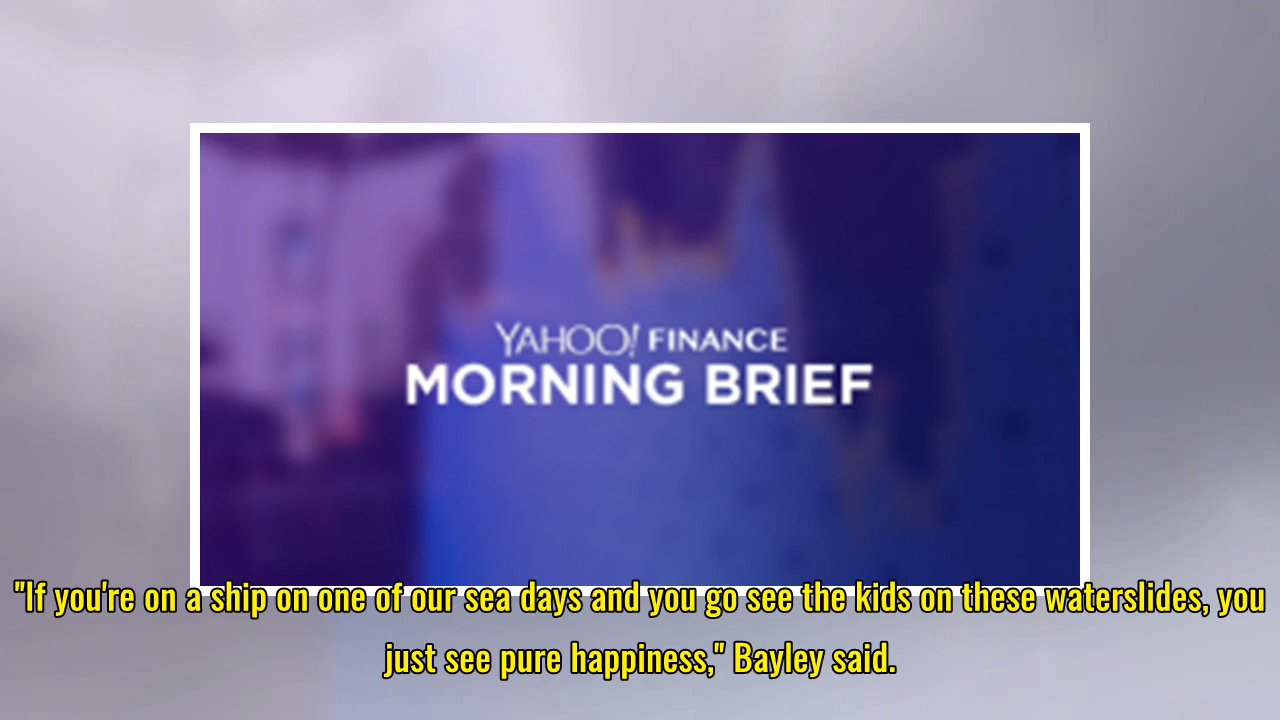 YAHOO! FINANCE
MORNING BRIEF
"If you're on a ship on one of our sea days and you go see the kids on these waterslides, you
just see pure happiness," Bayley said.